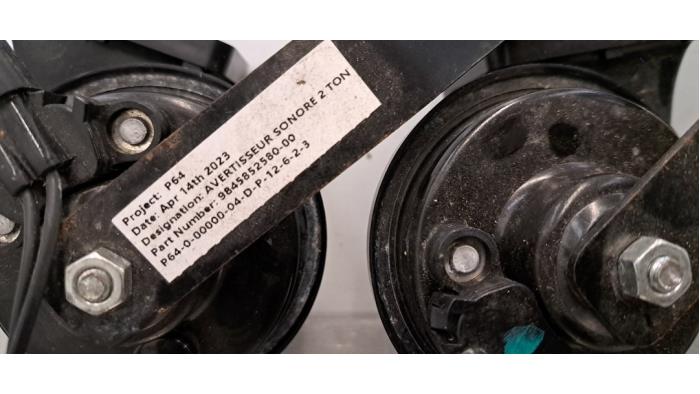 Project: P64
Date: Apr 14th 2023
Designation: AVERTISSEUR SONORE 2 TON
Part Number: 9845852580-00
P64-0-00000-04-D-P-12-6-2-3